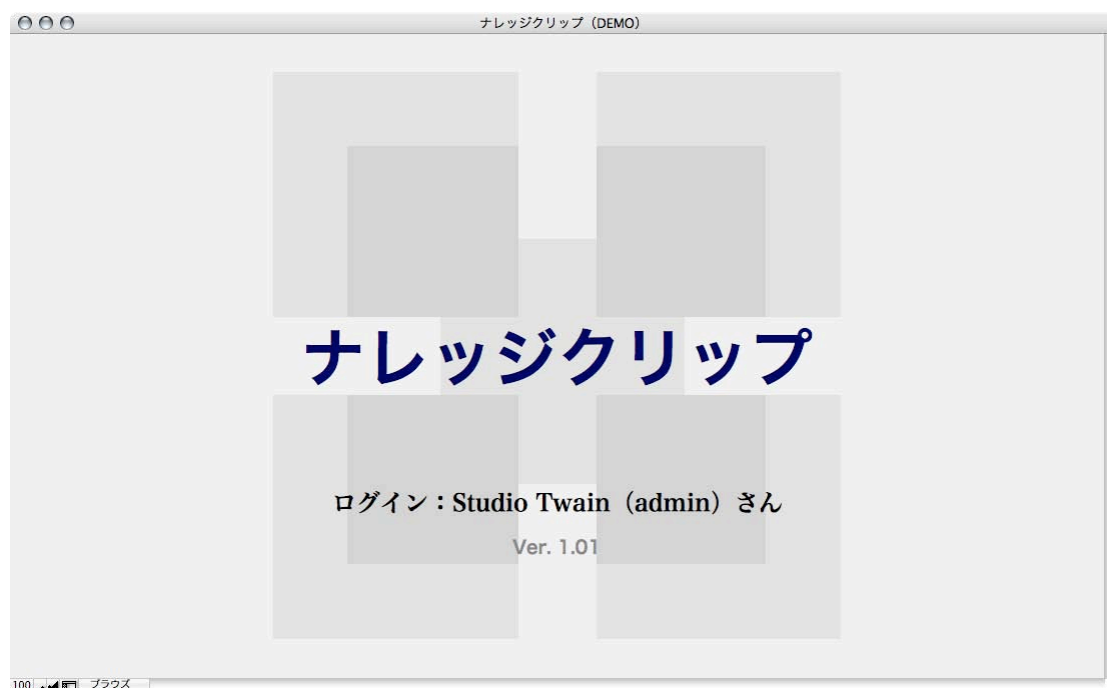 ナレッジクリップ（DEMO）
ナレッジクリップ
ログイン：Studio Twain（admin）さん
Ver. 1.01
100 ブラウズ